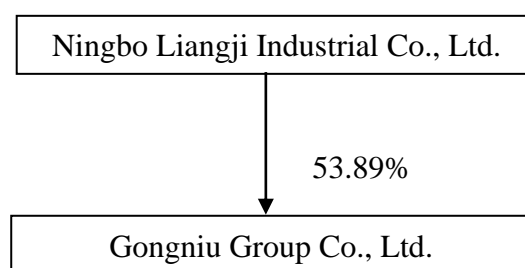 Ningbo Liangji Industrial Co., Ltd.
53.89%
Gongniu Group Co., Ltd.